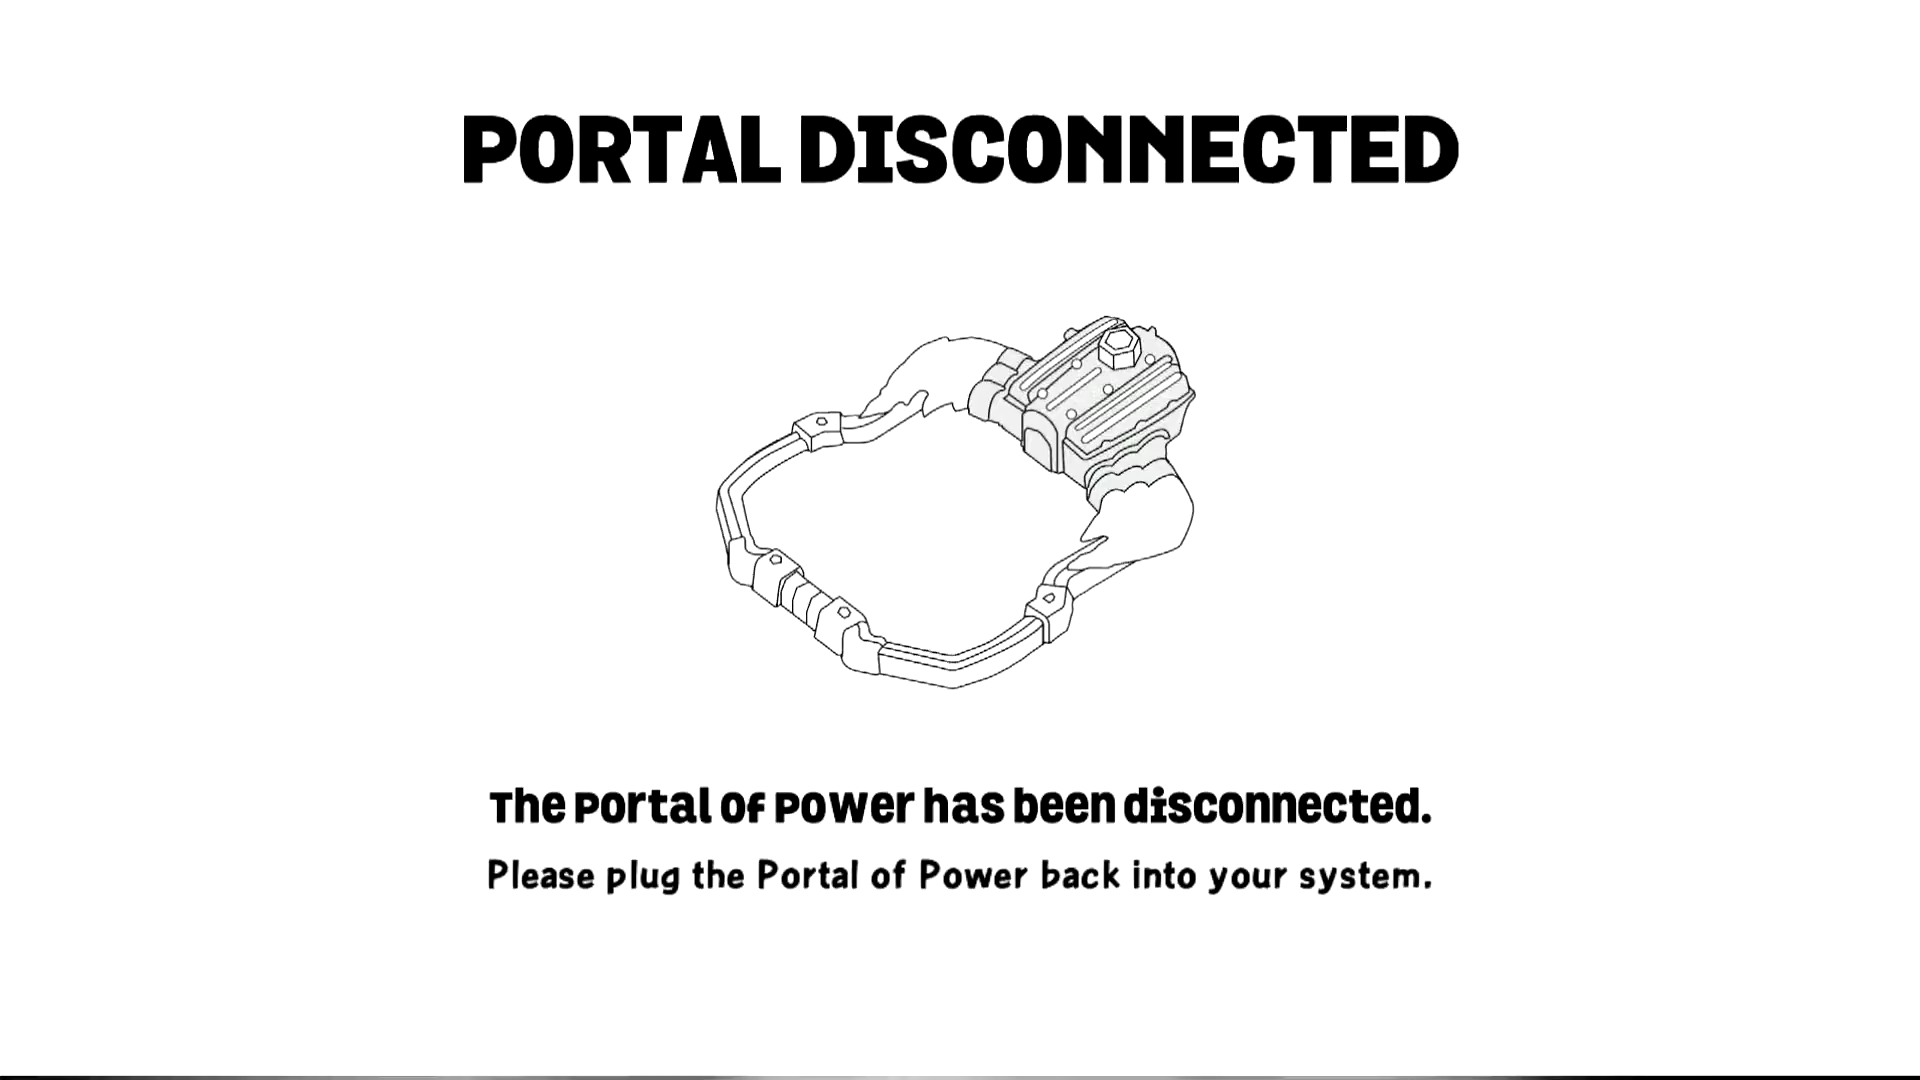 PORTAL DISCONNECTED
The Portal of Power has been disconnected.
Please plug the Portal of Power back into your system.